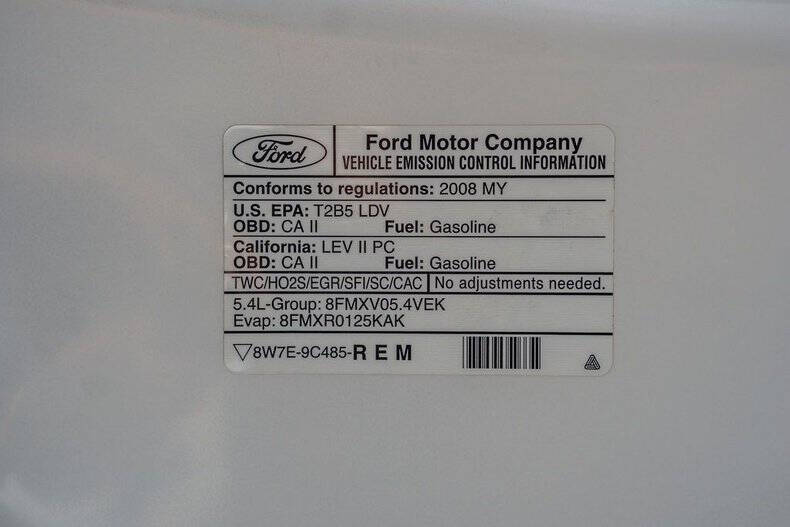 Ford
Ford Motor Company
VEHICLE EMISSION CONTROL INFORMATION
Conforms to regulations: 2008 MY
U.S. EPA: T2B5 LDV
OBD: CA II Fuel: Gasoline
California: LEV II PC
OBD: CA II Fuel: Gasoline
TWC/HO2S/EGR/SFI/SC/CAC No adjustments needed.
5.4L-Group: 8FMXV05.4VEK
Evap: 8FMXR0125KAK
8W7E-9C485-REM